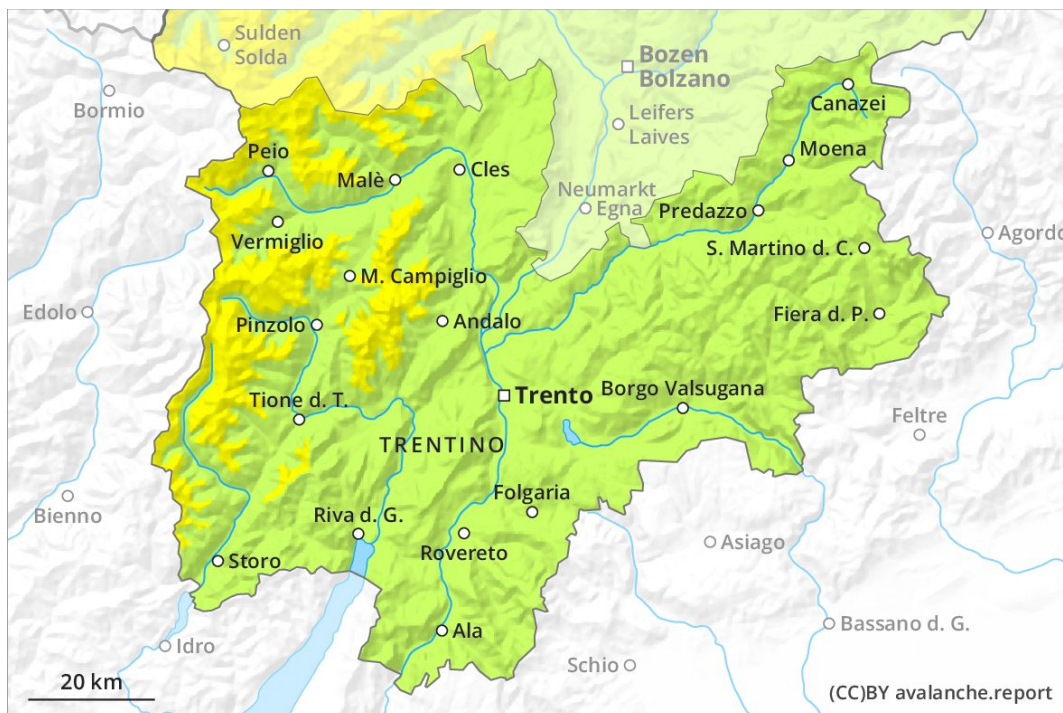 Sulden
Solda
Bozen
Bolzano
Bormio
Canazei
Leifers
Laives
Moena
Peio
Malè
Cles
Neumarkt
Egna
Predazzo
Vermiglio
S. Martino d. C.
Agordo
M. Campiglio
Edolo
Pinzolo
Andalo
Fiera d. P.
Tione d. T.
Trento
Borgo Valsugana
Feltre
TRENTINO
Bienno
Riva d. G.
Folgaria
Storo
Rovereto
Asiago
Idro
Ala
Bassano d. G.
Schio
20 km
(CC)BY avalanche.report